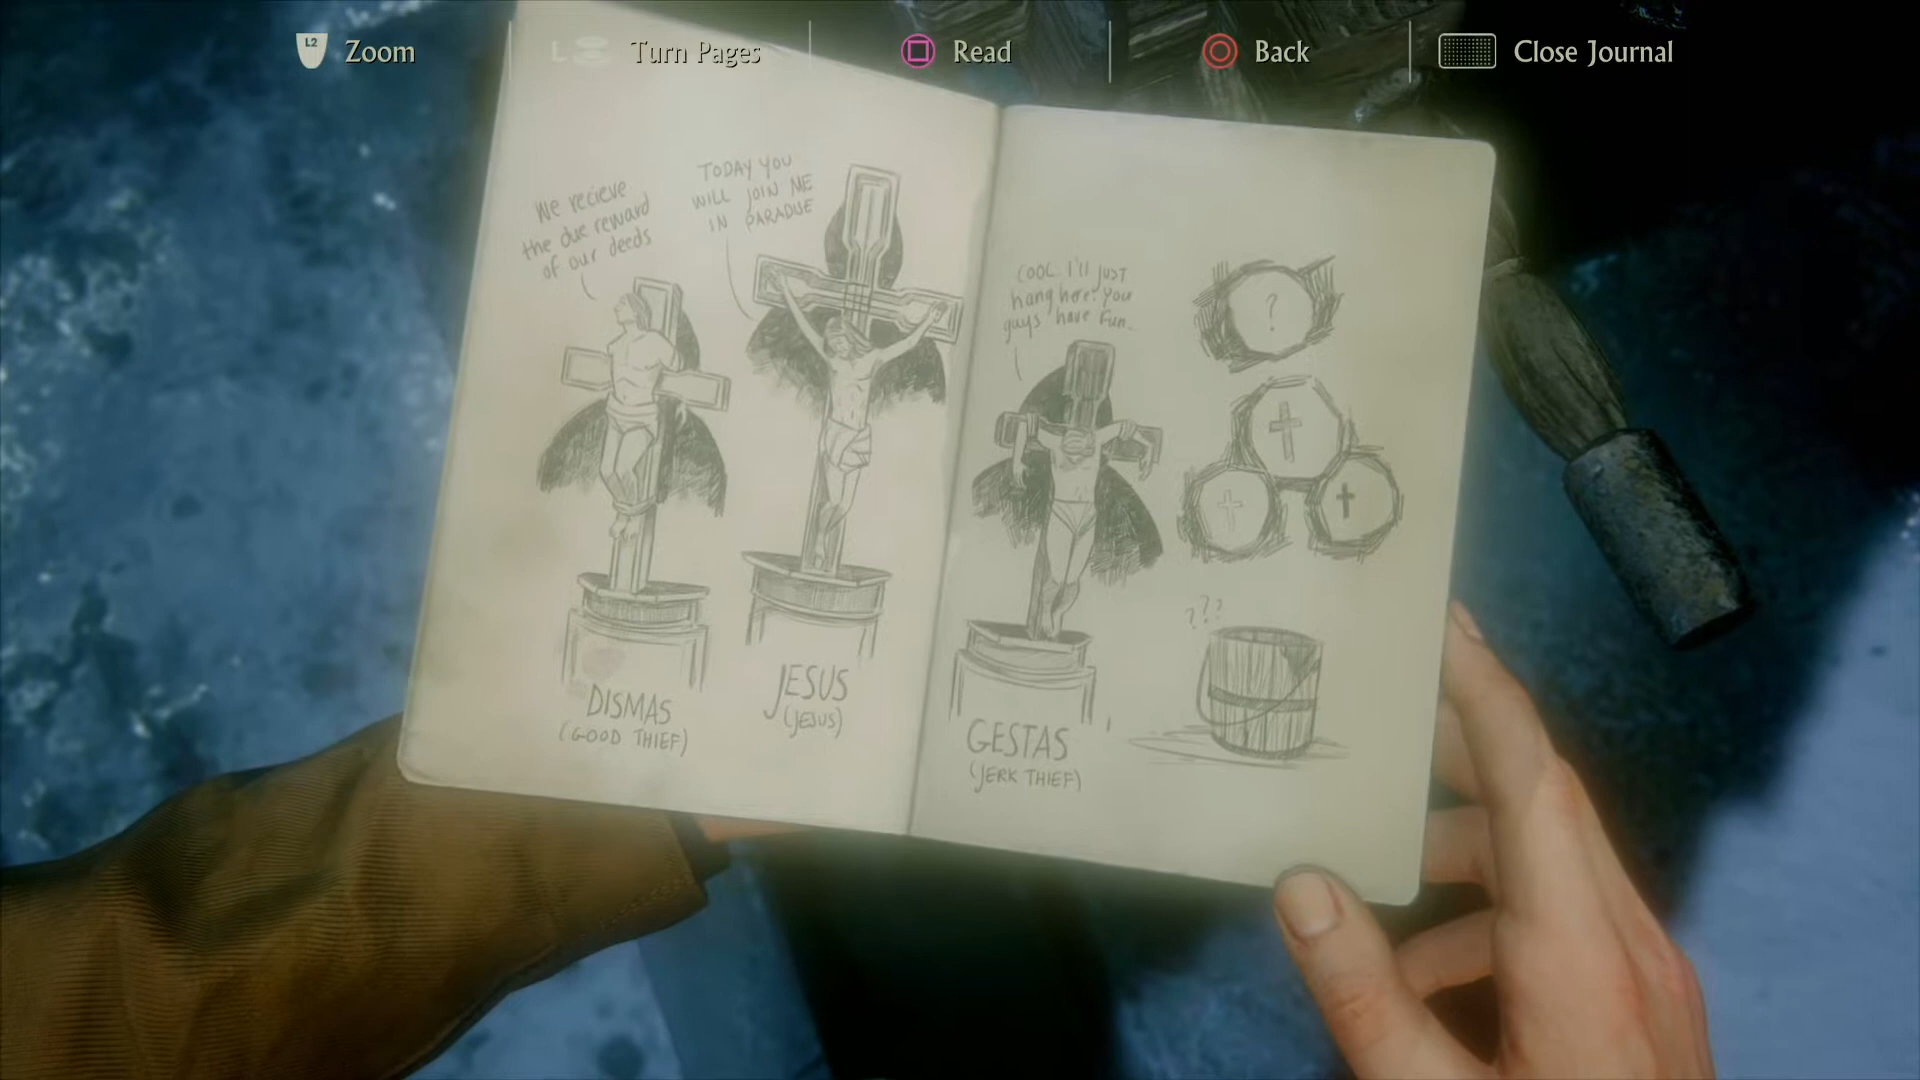 L2 Zoom
L Turn Pages
Read
Back
Close Journal
We recieve
the due reward
of our deeds
TODAY YOU
WILL JOIN ME
IN PARADISE
DISMAS
(GOOD THIEF)
JESUS
(JESUS)
COOL. I'll JUST
hang here. You
guys have fun.
GESTAS
(JERK THIEF)
?
???